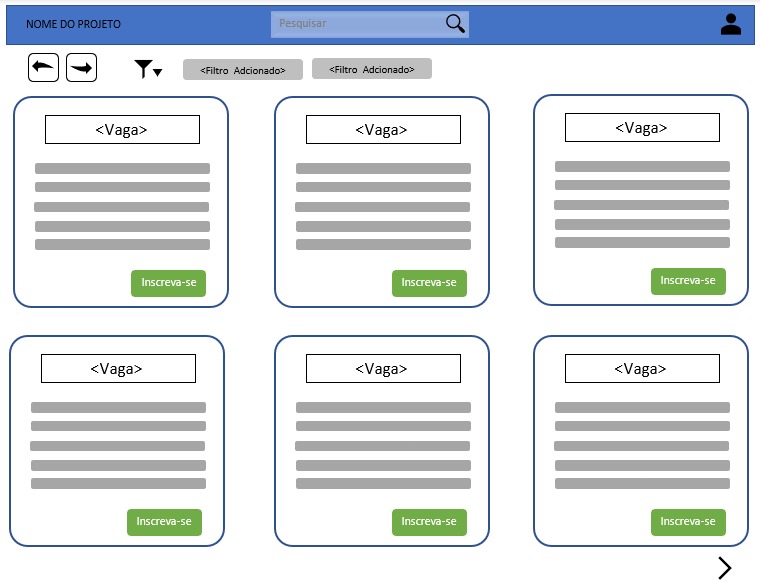 NOME DO PROJETO
Pesquisar
<Filtro Adcionado>
<Filtro Adcionado>
<Vaga>
<Vaga>
<Vaga>
Inscreva-se
Inscreva-se
Inscreva-se
<Vaga>
<Vaga>
<Vaga>
Inscreva-se
Inscreva-se
Inscreva-se